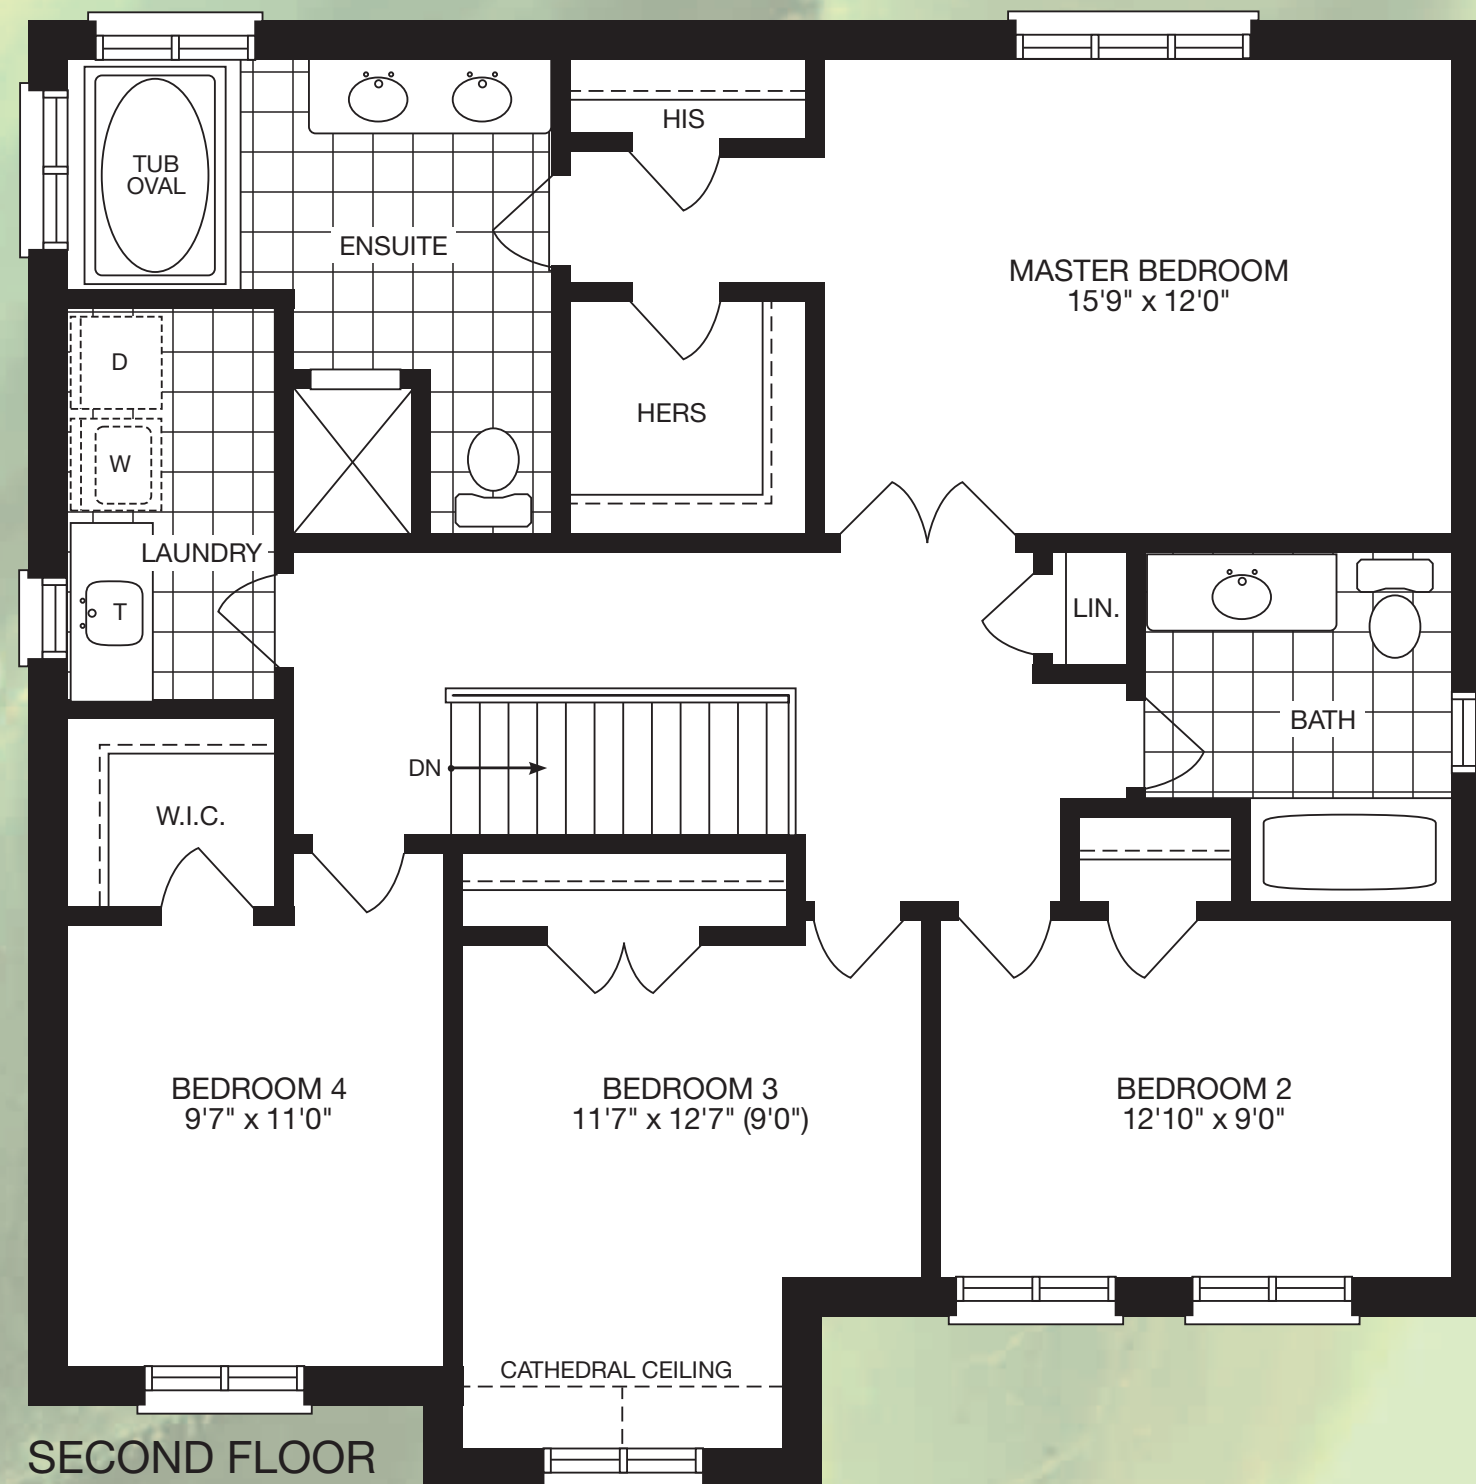 HIS
TUB
OVAL
ENSUITE
MASTER BEDROOM
15'9" x 12'0"
D
HERS
W
LAUNDRY
T
LIN.
BATH
DN
W.I.C.
BEDROOM 4
9'7" x 11'0"
BEDROOM 3
11'7" x 12'7" (9'0")
BEDROOM 2
12'10" x 9'0"
CATHEDRAL CEILING
SECOND FLOOR